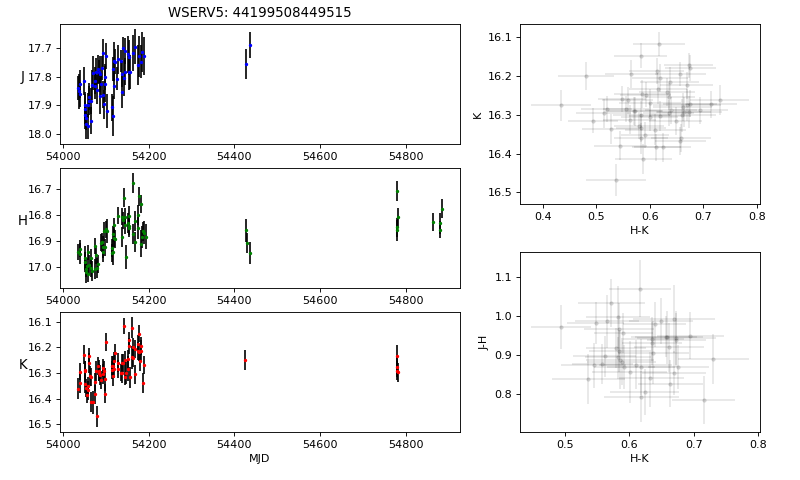 WSERV5: 44199508449515
17.7
17.8
17.9
18.0
J
54000 54200 54400 54600 54800
16.7
16.8
16.9
17.0
H
54000 54200 54400 54600 54800
16.1
16.2
16.3
16.4
16.5
K
54000 54200 54400 54600 54800
MJD
16.1
16.2
16.3
16.4
16.5
K
0.4 0.5 0.6 0.7 0.8
H-K
1.1
1.0
0.9
0.8
J-H
0.5 0.6 0.7 0.8
H-K